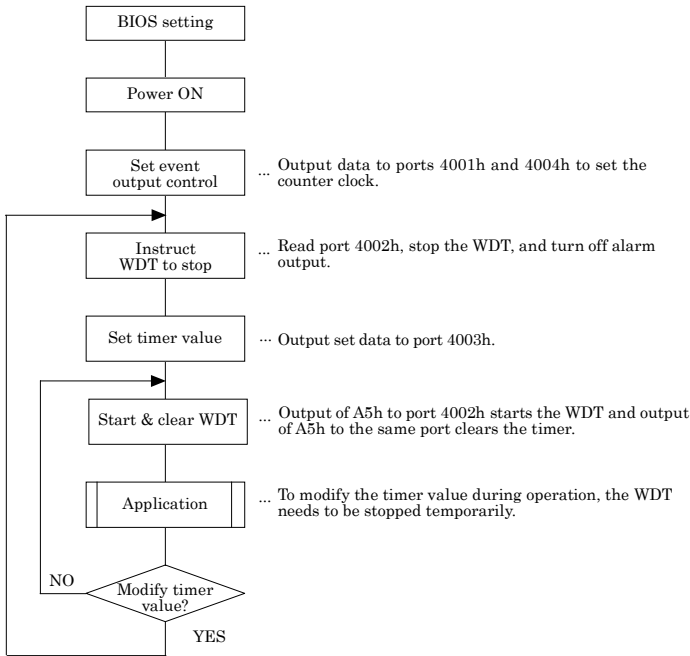 BIOS setting
Power ON
Set event
output control
... Output data to ports 4001h and 4004h to set the
counter clock.
Instruct
WDT to stop
... Read port 4002h, stop the WDT, and turn off alarm
output.
Set timer value
... Output set data to port 4003h.
Start & clear WDT
... Output of A5h to port 4002h starts the WDT and output
of A5h to the same port clears the timer.
Application
... To modify the timer value during operation, the WDT
needs to be stopped temporarily.
NO
Modify timer
value?
YES